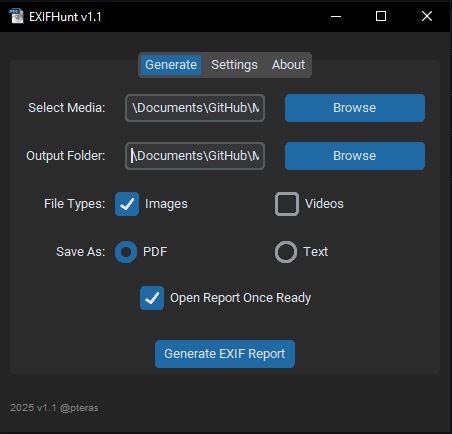 EXIFHunt v1.1
Generate Settings About
Select Media: \Documents\GitHub\M Browse
Output Folder: \Documents\GitHub\M Browse
File Types: Images Videos
Save As: PDF Text
Open Report Once Ready
Generate EXIF Report
2025 v1.1 @pteras